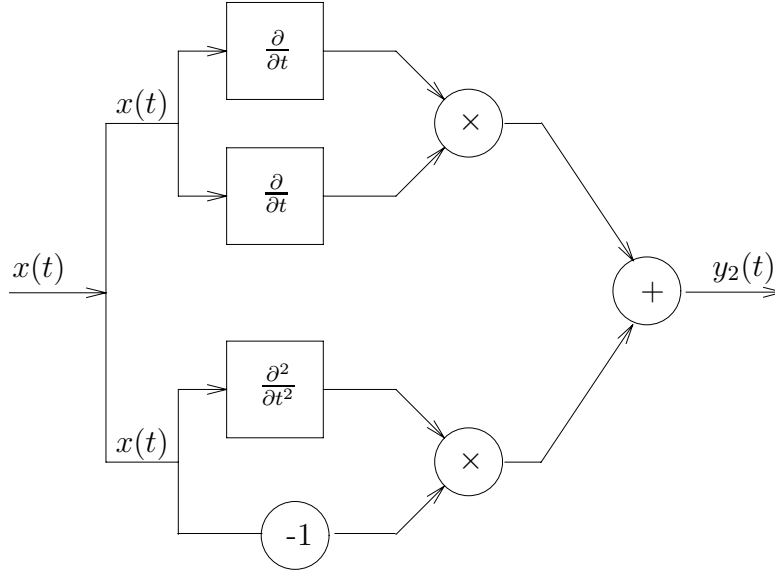 ∂/∂t
x(t)
×
∂/∂t
x(t)
y₂(t)
+
∂²/∂t²
x(t)
×
-1